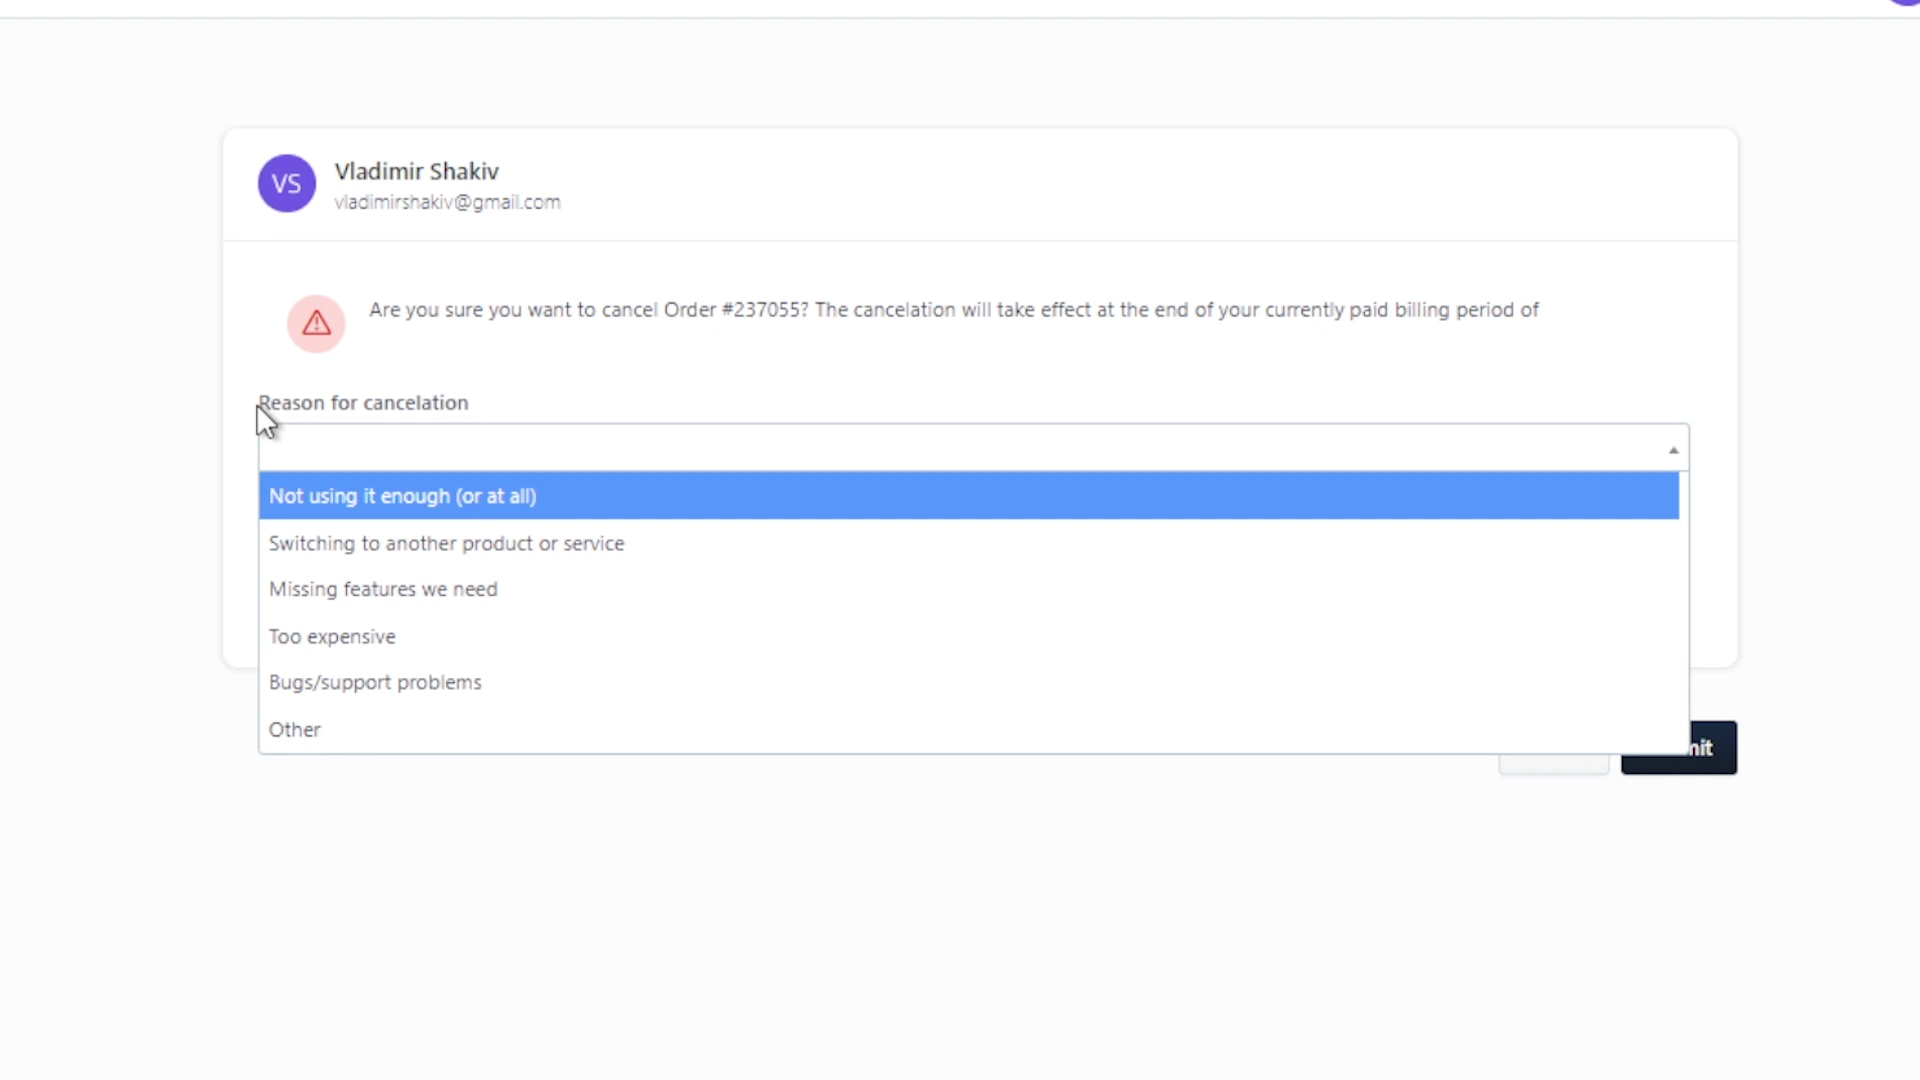 VS
Vladimir Shakiv
vladimirshakiv@gmail.com
Are you sure you want to cancel Order #237055? The cancelation will take effect at the end of your currently paid billing period of
Reason for cancelation
Not using it enough (or at all)
Switching to another product or service
Missing features we need
Too expensive
Bugs/support problems
Other